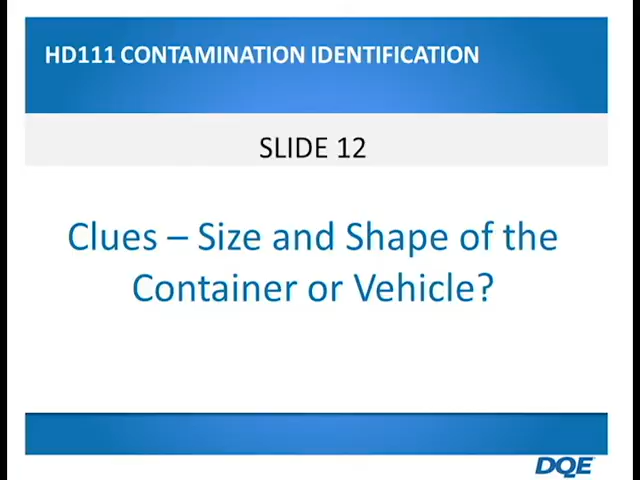 HD111 CONTAMINATION IDENTIFICATION
SLIDE 12
Clues – Size and Shape of the
Container or Vehicle?
DQE